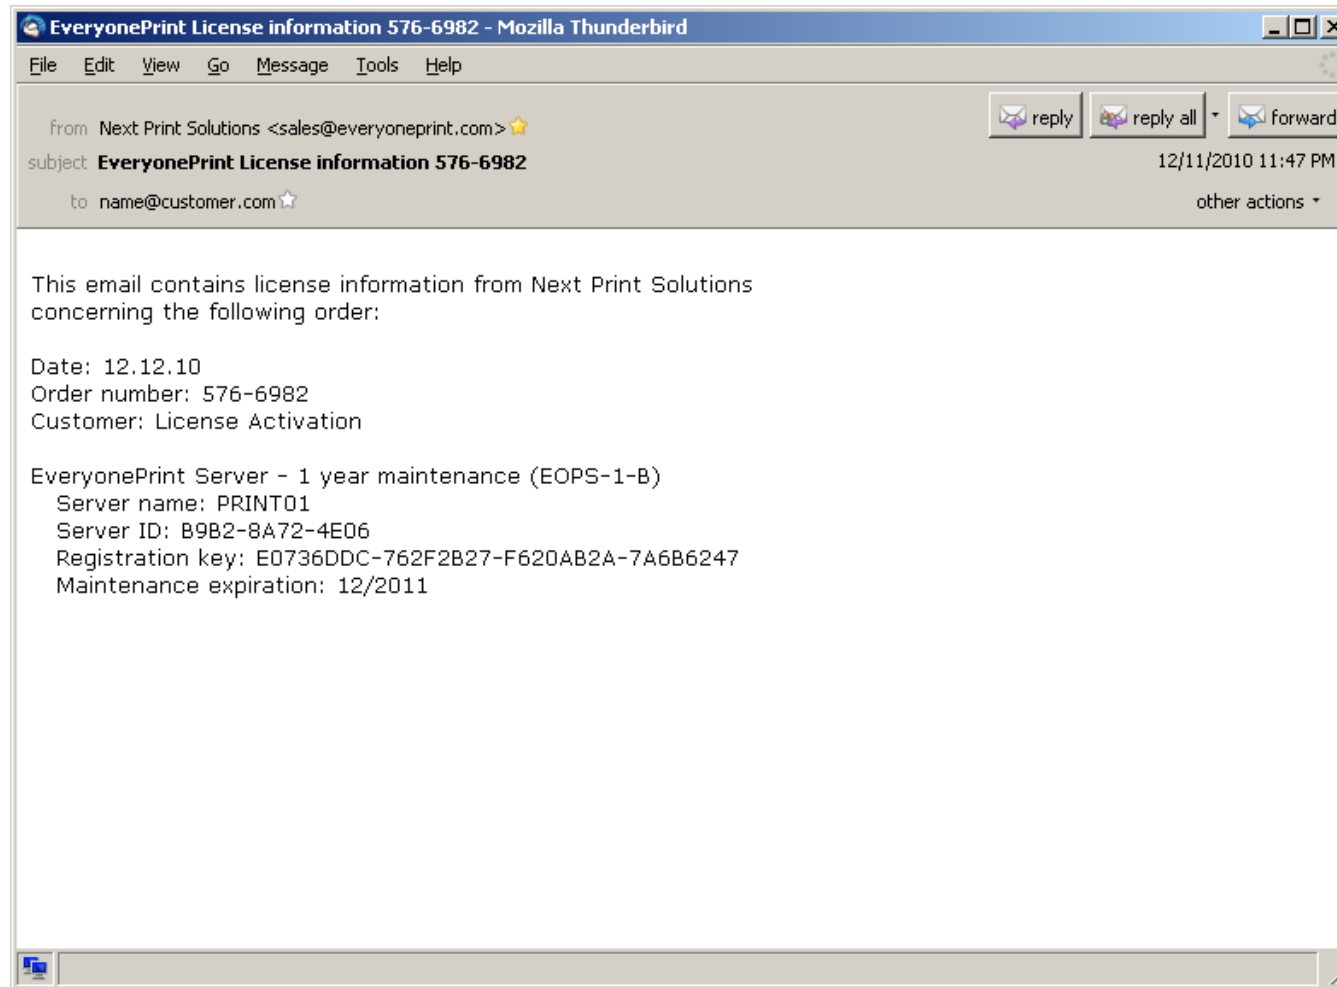 EveryonePrint License information 576-6982 - Mozilla Thunderbird
File Edit View Go Message Tools Help
from Next Print Solutions <sales@everyoneprint.com>
reply reply all forward
subject EveryonePrint License information 576-6982
12/11/2010 11:47 PM
to name@customer.com
other actions
This email contains license information from Next Print Solutions
concerning the following order:
Date: 12.12.10
Order number: 576-6982
Customer: License Activation
EveryonePrint Server - 1 year maintenance (EOPS-1-B)
Server name: PRINT01
Server ID: B9B2-8A72-4E06
Registration key: E0736DDC-762F2B27-F620AB2A-7A6B6247
Maintenance expiration: 12/2011